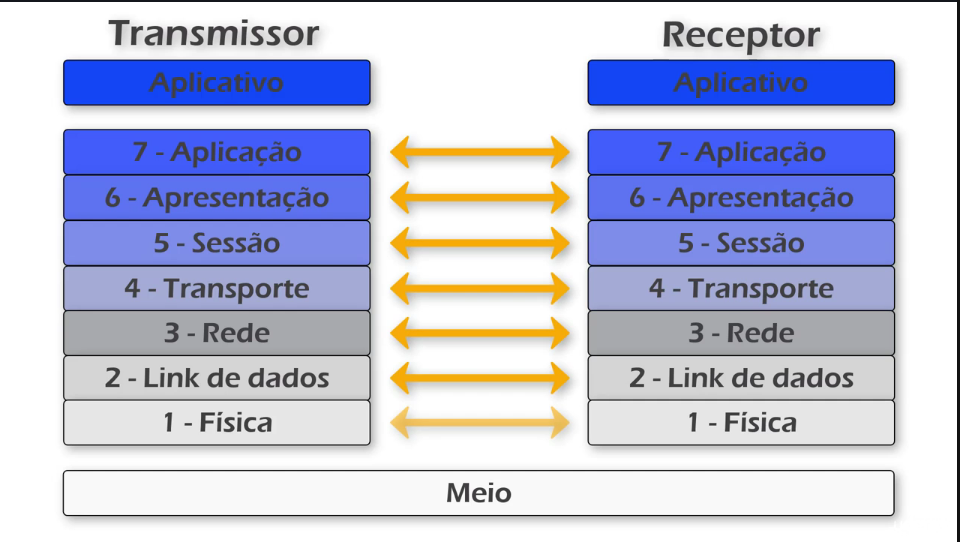 Transmissor
Receptor
Aplicativo
Aplicativo
7 - Aplicação
7 - Aplicação
6 - Apresentação
6 - Apresentação
5 - Sessão
5 - Sessão
4 - Transporte
4 - Transporte
3 - Rede
3 - Rede
2 - Link de dados
2 - Link de dados
1 - Física
1 - Física
Meio